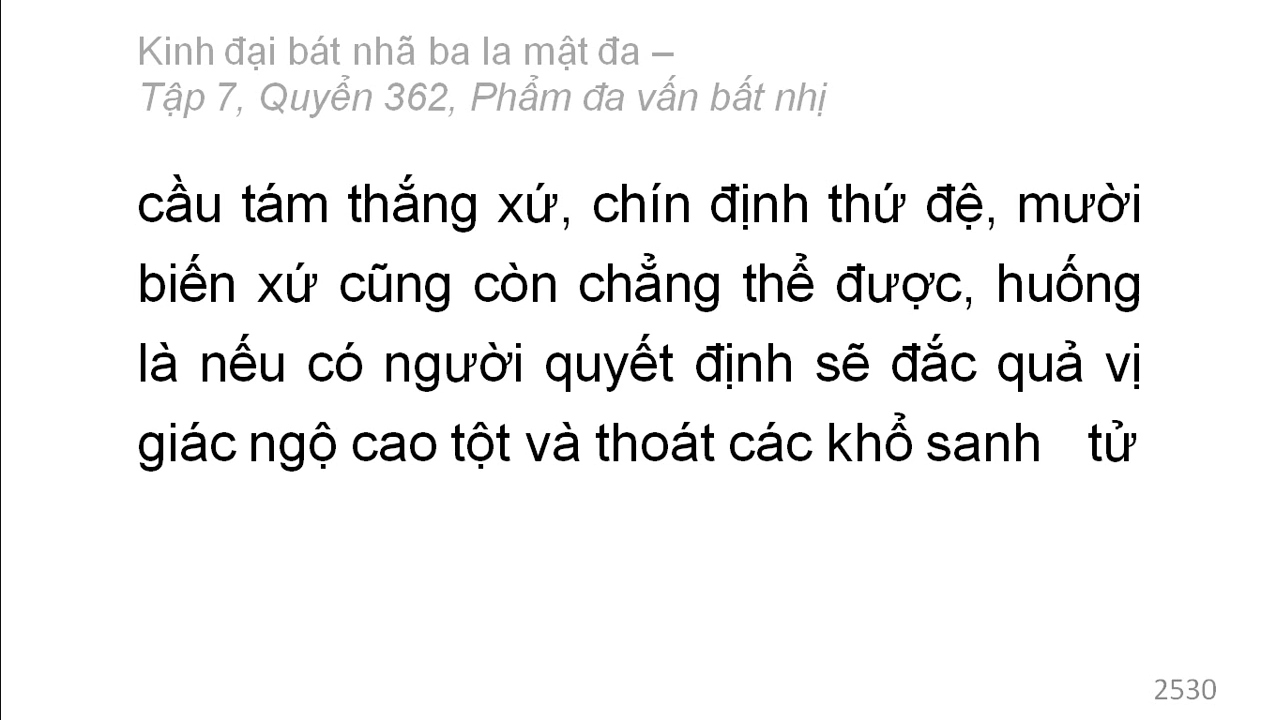 Kinh đại bát nhã ba la mật đa –
Tập 7, Quyển 362, Phẩm đa vấn bất nhị
cầu tám thắng xứ, chín định thứ đệ, mười
biến xứ cũng còn chẳng thể được, huống
là nếu có người quyết định sẽ đắc quả vị
giác ngộ cao tột và thoát các khổ sanh tử
2530